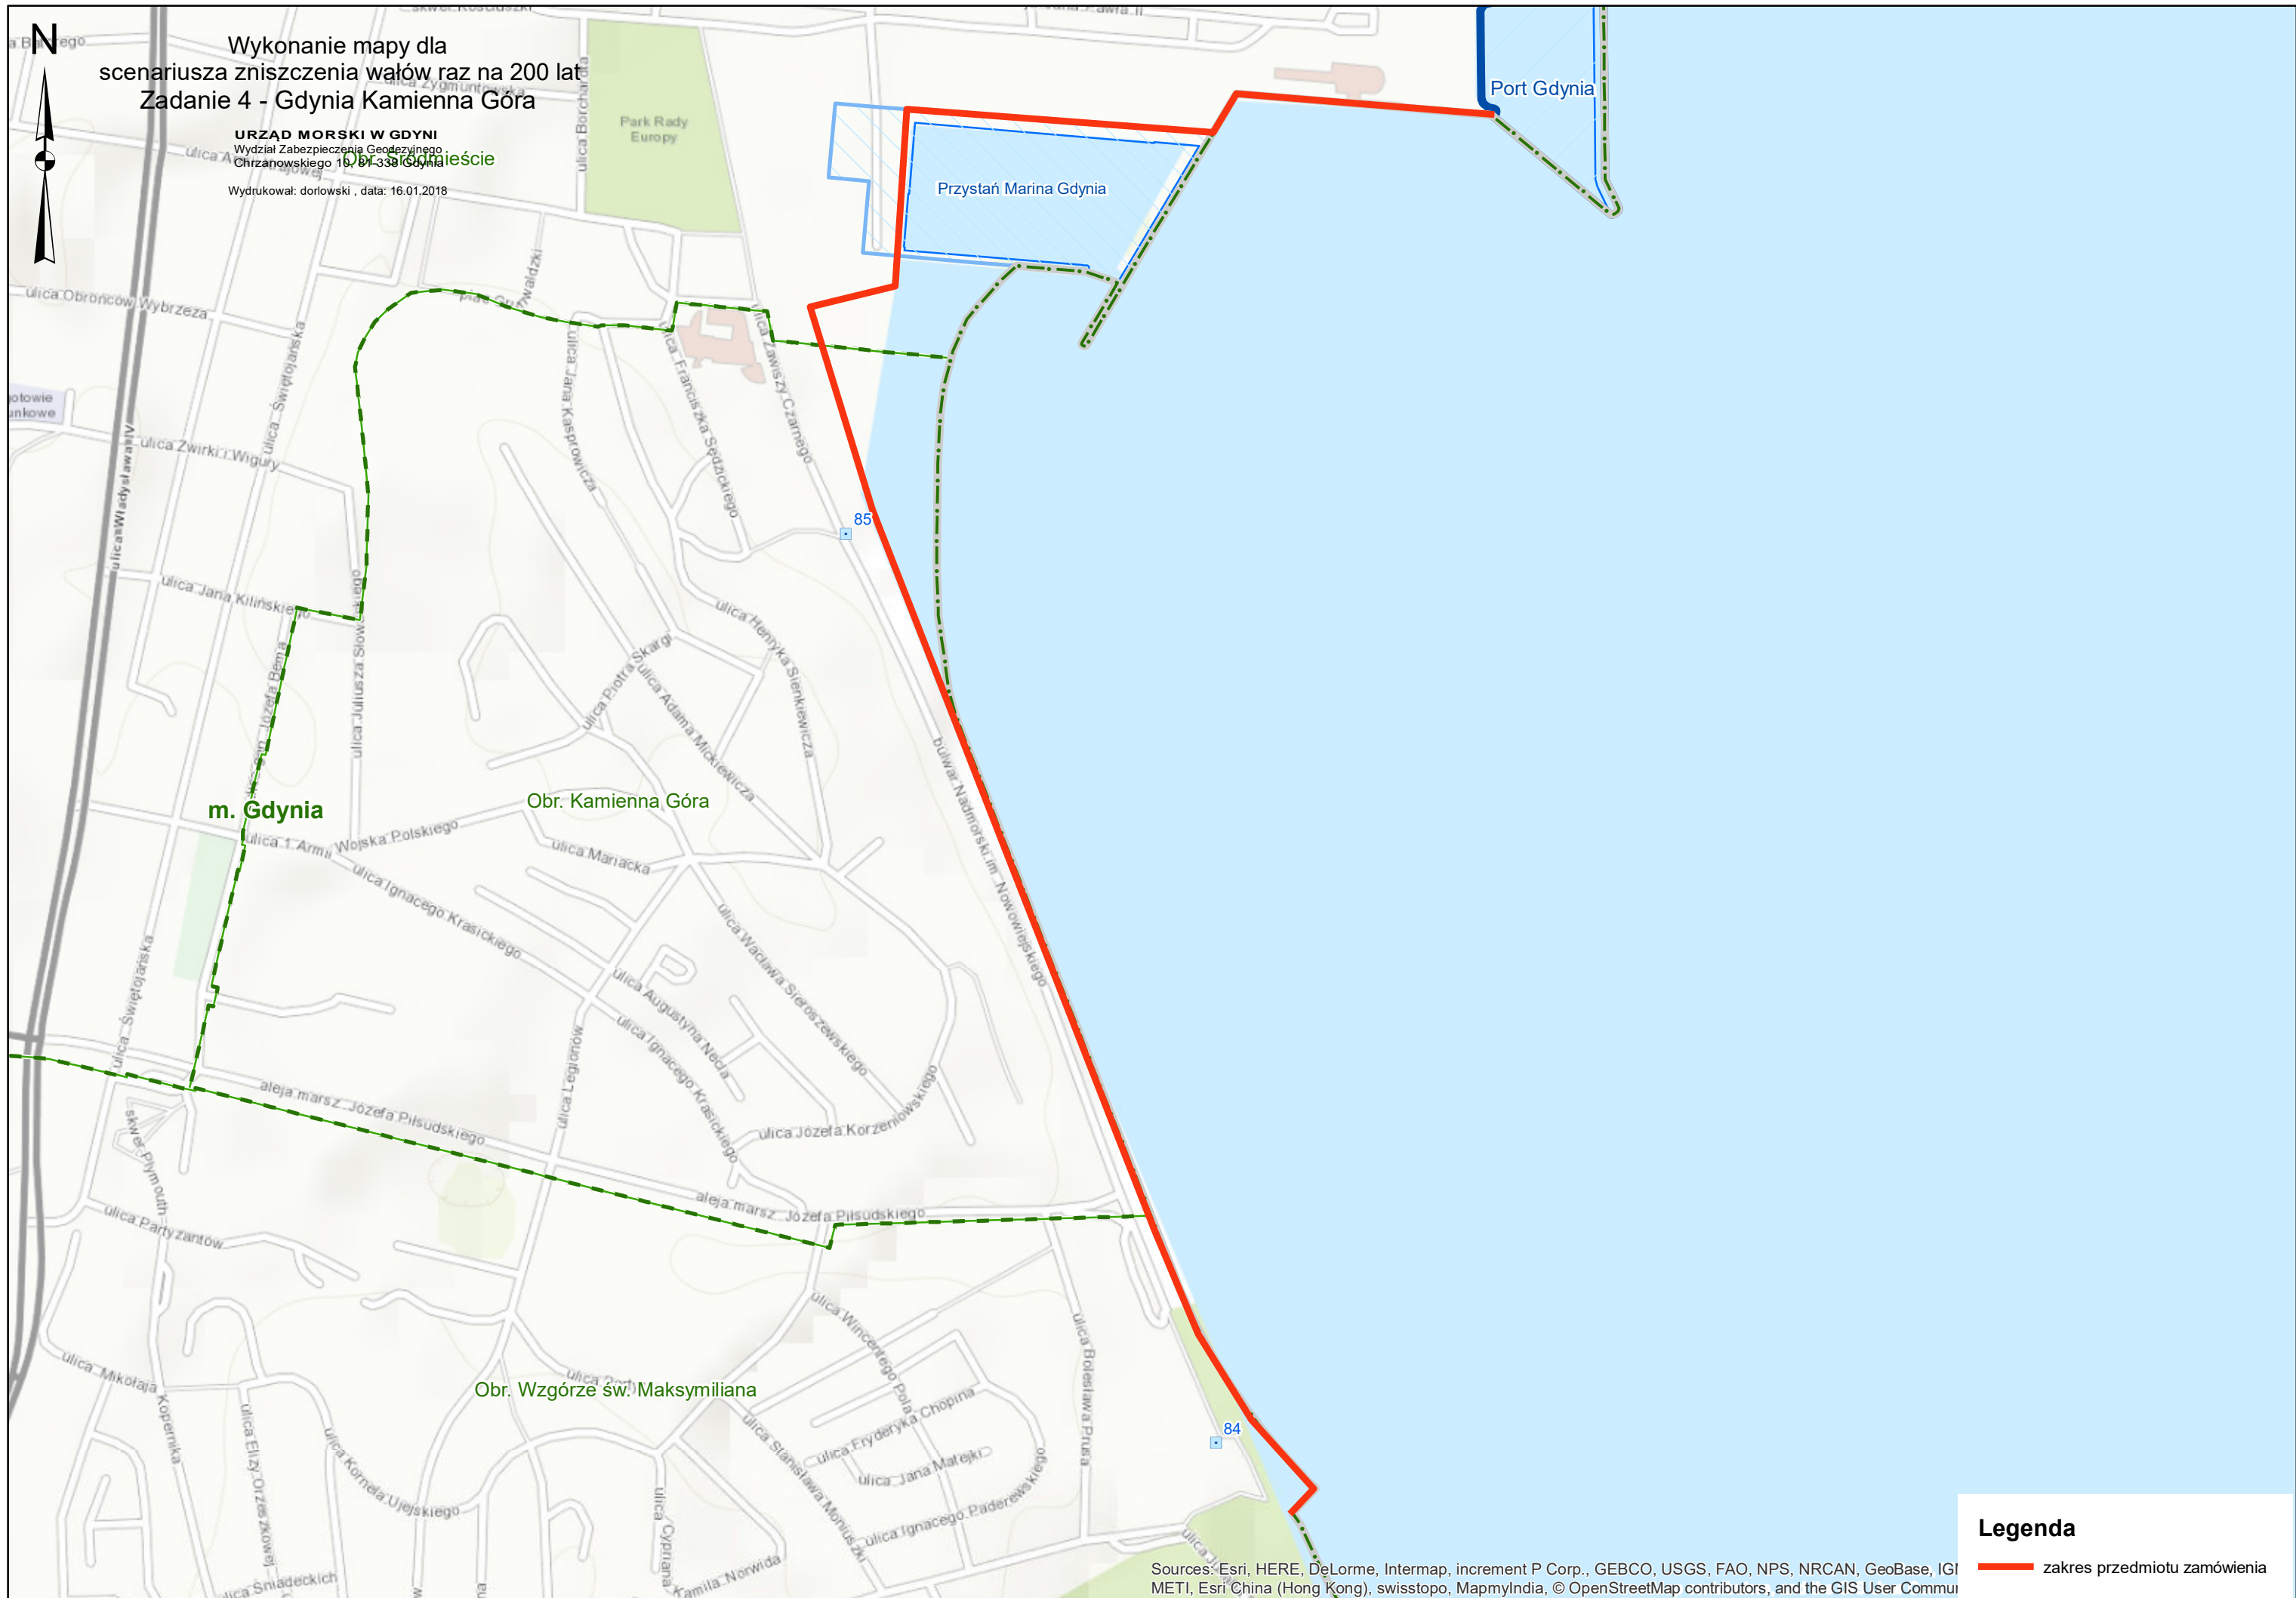 N
Wykonanie mapy dla
scenariusza zniszczenia wałów raz na 200 lat
Zadanie 4 - Gdynia Kamienna Góra
URZĄD MORSKI W GDYNI
Wydział Zabezpieczenia Geodezyjnego
Chrzanowskiego 10, 81-338 Gdynia
Wydrukował: dorlowski , data: 16.01.2018
Obr. Śródmieście
skwer Kościuszki
ulica Zygmuntowska
ulica Borchardta
Park Rady
Europy
Port Gdynia
Przystań Marina Gdynia
ulica Obrońców Wybrzeża
ulica Świętojańska
ulica Władysława IV
ulica Żwirki i Wigury
ulica Jana Kasprowicza
ulica Franciszka Sędzickiego
ulica Zawiszy Czarnego
85
ulica Jana Kilińskiego
ulica Juliusza Słowackiego
ulica Henryka Sienkiewicza
ulica Piotra Skargi
ulica Adama Mickiewicza
bulwar Nadmorski im. Nowowiejskiego
m. Gdynia
Obr. Kamienna Góra
ulica 1 Armii Wojska Polskiego
ulica Mariacka
ulica Ignacego Krasickiego
ulica Wacława Sieroszewskiego
ulica Augustyna Necla
ulica Ignacego Krasickiego
ulica Świętojańska
ulica Legionów
ulica Józefa Korzeniowskiego
aleja marsz. Józefa Piłsudskiego
aleja marsz. Józefa Piłsudskiego
skwer Plymouth
ulica Partyzantów
ulica Wincentego Pola
ulica Bolesława Prusa
ulica Mikołaja Kopernika
Obr. Wzgórze św. Maksymiliana
ulica Elizy Orzeszkowej
ulica Kornela Ujejskiego
ulica Stanisława Moniuszki
ulica Fryderyka Chopina
ulica Jana Matejki
ulica Ignacego Paderewskiego
84
ulica Cypriana
Kamila Norwida
Śniadeckich
Legenda
zakres przedmiotu zamówienia
Sources: Esri, HERE, DeLorme, Intermap, increment P Corp., GEBCO, USGS, FAO, NPS, NRCAN, GeoBase,
METI, Esri China (Hong Kong), swisstopo, MapmyIndia, © OpenStreetMap contributors, and the GIS User